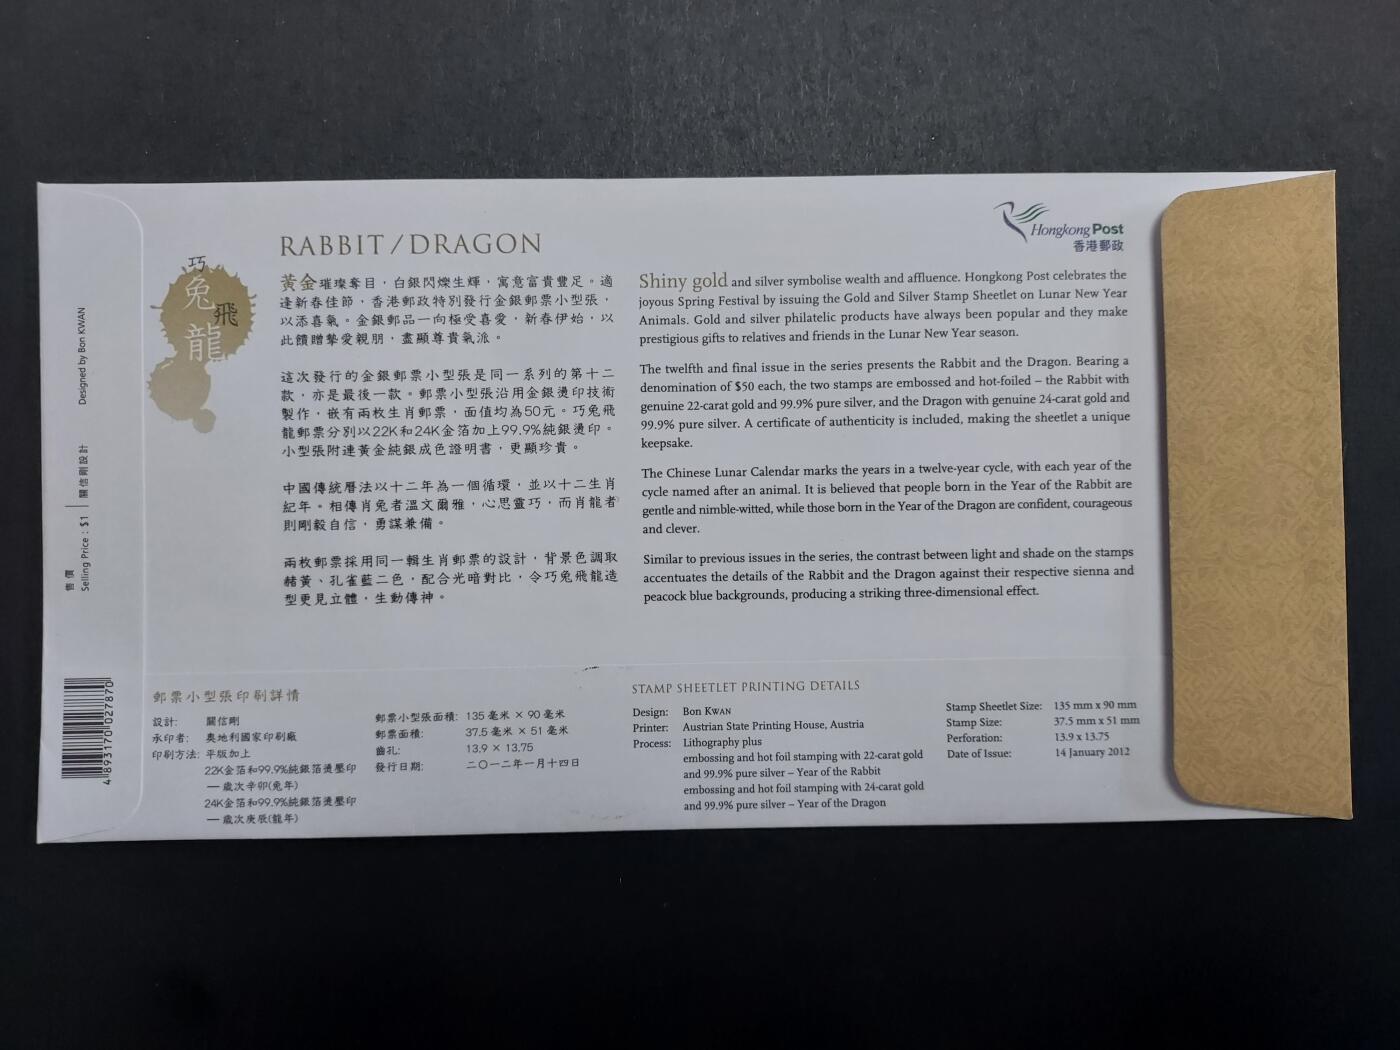 RABBIT/DRAGON
Hongkong Post
香港郵政
巧
兔
飛
龍
黃金璀璨奪目，白銀閃爍生輝，寓意富貴豐足。適
逢新春佳節，香港郵政特別發行金銀郵票小型張，
以添喜氣。金銀郵品一向極受喜愛，新春伊始，以
此饋贈摯愛親朋，盡顯尊貴氣派。
這次發行的金銀郵票小型張是同一系列的第十二
款，亦是最後一款。郵票小型張沿用金銀燙印技術
製作，嵌有兩枚生肖郵票，面值均為50元。巧兔飛
龍郵票分別以22K和24K金箔加上99.9%純銀燙印。
小型張附連黃金純銀成色證明書，更顯珍貴。
中國傳統曆法以十二年為一個循環，並以十二生肖
紀年。相傳肖兔者溫文爾雅，心思靈巧，而肖龍者
則剛毅自信，勇謀兼備。
兩枚郵票採用同一輯生肖郵票的設計，背景色調取
赭黃、孔雀藍二色，配合光暗對比，令巧兔飛龍造
型更見立體，生動傳神。
Shiny gold and silver symbolise wealth and affluence. Hongkong Post celebrates the
joyous Spring Festival by issuing the Gold and Silver Stamp Sheetlet on Lunar New Year
Animals. Gold and silver philatelic products have always been popular and they make
prestigious gifts to relatives and friends in the Lunar New Year season.
The twelfth and final issue in the series presents the Rabbit and the Dragon. Bearing a
denomination of $50 each, the two stamps are embossed and hot-foiled – the Rabbit with
genuine 22-carat gold and 99.9% pure silver, and the Dragon with genuine 24-carat gold and
99.9% pure silver. A certificate of authenticity is included, making the sheetlet a unique
keepsake.
The Chinese Lunar Calendar marks the years in a twelve-year cycle, with each year of the
cycle named after an animal. It is believed that people born in the Year of the Rabbit are
gentle and nimble-witted, while those born in the Year of the Dragon are confident, courageous
and clever.
Similar to previous issues in the series, the contrast between light and shade on the stamps
accentuates the details of the Rabbit and the Dragon against their respective sienna and
peacock blue backgrounds, producing a striking three-dimensional effect.
售價
Selling Price : $1 | 關信剛設計 Designed by Bon KWAN
4 893170 027870
郵票小型張印刷詳情
設計: 關信剛
承印者: 奧地利國家印刷廠
印刷方法: 平版加上
22K金箔和99.9%純銀箔燙壓印
— 歲次辛卯(兔年)
24K金箔和99.9%純銀箔燙壓印
— 歲次庚辰(龍年)
郵票小型張面積: 135 毫米 × 90 毫米
郵票面積: 37.5 毫米 × 51 毫米
齒孔: 13.9 × 13.75
發行日期: 二〇一二年一月十四日
STAMP SHEETLET PRINTING DETAILS
Design: Bon KWAN
Printer: Austrian State Printing House, Austria
Process: Lithography plus
embossing and hot foil stamping with 22-carat gold
and 99.9% pure silver – Year of the Rabbit
embossing and hot foil stamping with 24-carat gold
and 99.9% pure silver – Year of the Dragon
Stamp Sheetlet Size: 135 mm x 90 mm
Stamp Size: 37.5 mm x 51 mm
Perforation: 13.9 x 13.75
Date of Issue: 14 January 2012